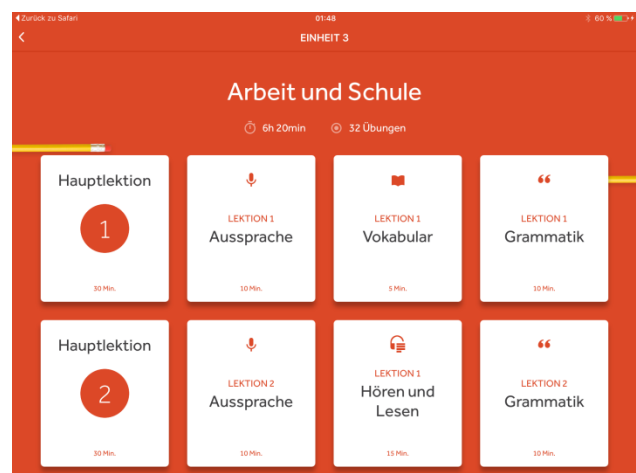 Zurück zu Safari
01:48
60 %
EINHEIT 3
Arbeit und Schule
6h 20min
32 Übungen
Hauptlektion
1
30 Min.
LEKTION 1
Aussprache
10 Min.
LEKTION 1
Vokabular
5 Min.
LEKTION 1
Grammatik
10 Min.
Hauptlektion
2
30 Min.
LEKTION 2
Aussprache
10 Min.
LEKTION 1
Hören und
Lesen
15 Min.
LEKTION 2
Grammatik
10 Min.